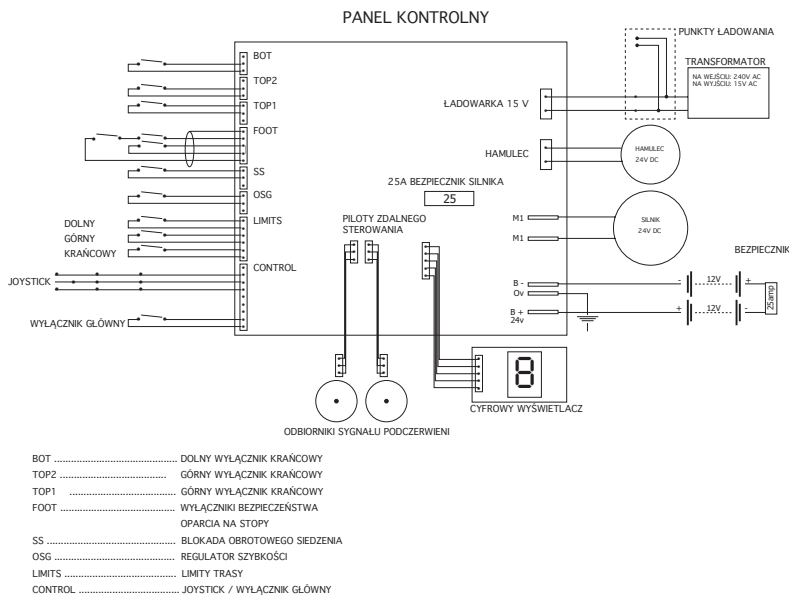 PANEL KONTROLNY
BOT
TOP2
TOP1
FOOT
SS
OSG
LIMITS
CONTROL
DOLNY
GÓRNY
KRAŃCOWY
JOYSTICK
WYŁĄCZNIK GŁÓWNY
PUNKTY ŁADOWANIA
TRANSFORMATOR
NA WEJŚCIU: 240V AC
NA WYJŚCIU: 15V AC
ŁADOWARKA 15 V
HAMULEC
HAMULEC
24V DC
25A BEZPIECZNIK SILNIKA
25
PILOTY ZDALNEGO
STEROWANIA
M1
M1
SILNIK
24V DC
BEZPIECZNIK
B -
Ov
B +
24v
- 12V +
+ 12V -
25amp
8
CYFROWY WYŚWIETLACZ
ODBIORNIKI SYGNAŁU PODCZERWIENI
BOT ............................................ DOLNY WYŁĄCZNIK KRAŃCOWY
TOP2 ...................................... GÓRNY WYŁĄCZNIK KRAŃCOWY
TOP1 ...................................... GÓRNY WYŁĄCZNIK KRAŃCOWY
FOOT ......................................... WYŁĄCZNIKI BEZPIECZEŃSTWA
OPARCIA NA STOPY
SS .............................................. BLOKADA OBROTOWEGO SIEDZENIA
OSG ........................................... REGULATOR SZYBKOŚCI
LIMITS ........................................ LIMITY TRASY
CONTROL .................................... JOYSTICK / WYŁĄCZNIK GŁÓWNY